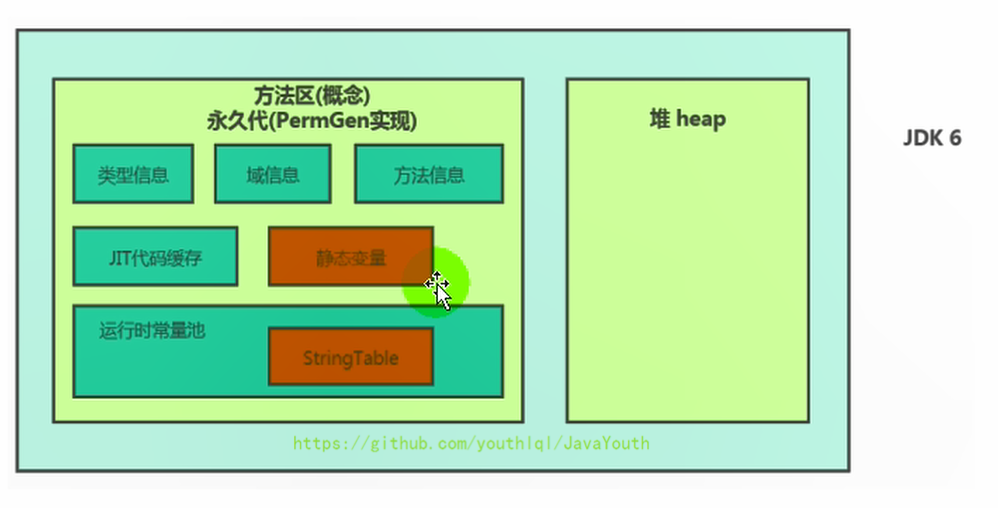 方法区(概念)
永久代(PermGen实现)
类型信息
域信息
方法信息
JIT代码缓存
静态变量
运行时常量池
StringTable
堆 heap
JDK 6
https://github.com/youthlql/JavaYouth